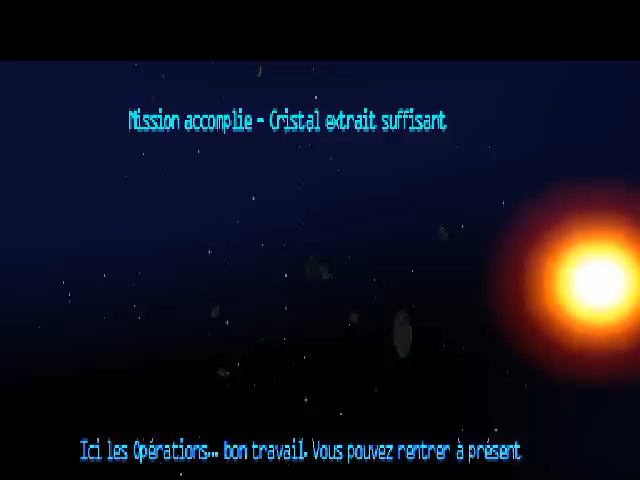 Mission accomplie - Cristal extrait suffisant
Ici les Opérations... bon travail. Vous pouvez rentrer à présent